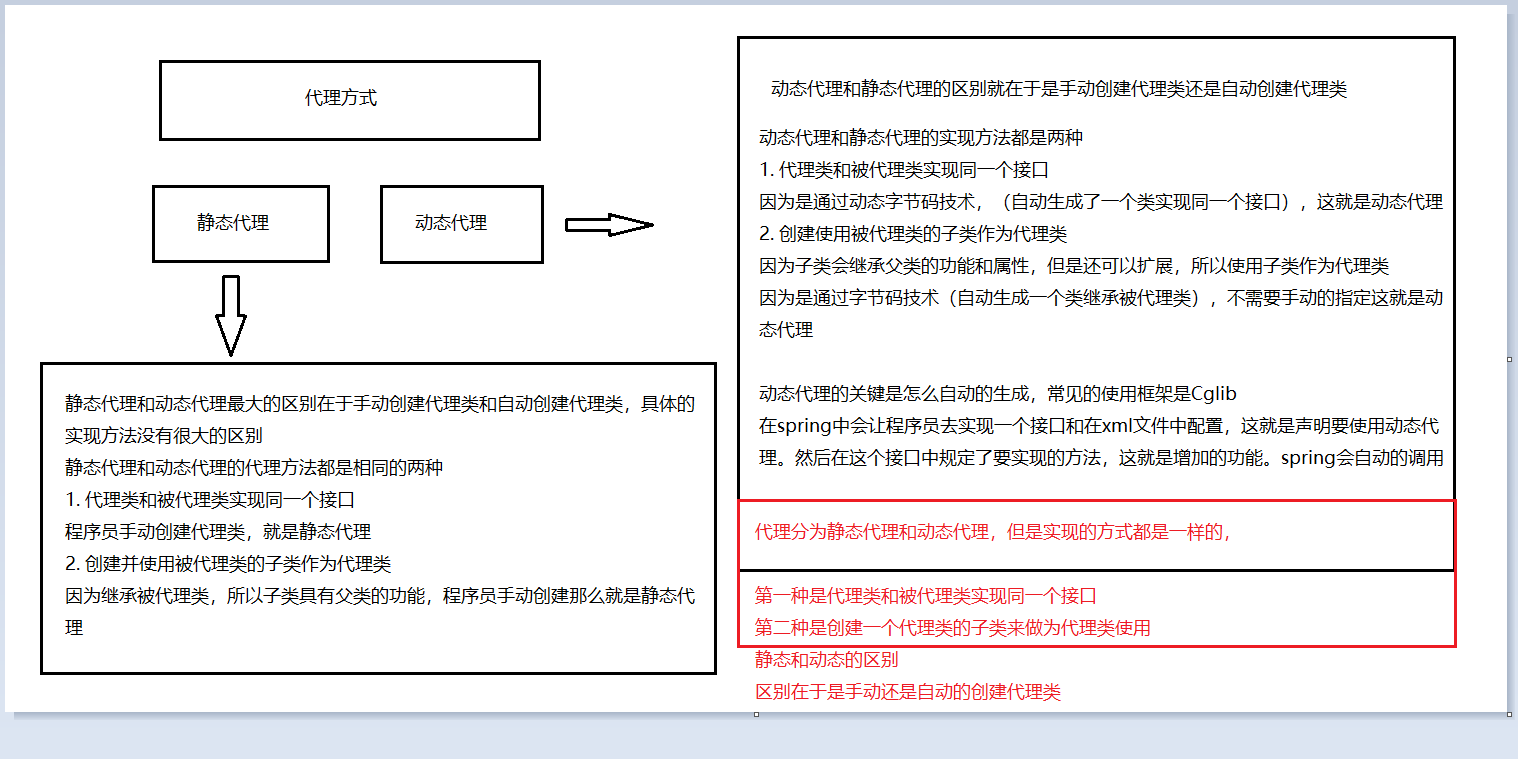 代理方式
静态代理
动态代理
静态代理和动态代理最大的区别在于手动创建代理类和自动创建代理类，具体的
实现方法没有很大的区别
静态代理和动态代理的代理方法都是相同的两种
1. 代理类和被代理类实现同一个接口
程序员手动创建代理类，就是静态代理
2. 创建并使用被代理类的子类作为代理类
因为继承被代理类，所以子类具有父类的功能，程序员手动创建那么就是静态代
理
动态代理和静态代理的区别就在于是手动创建代理类还是自动创建代理类
动态代理和静态代理的实现方法都是两种
1. 代理类和被代理类实现同一个接口
因为是通过动态字节码技术，（自动生成了一个类实现同一个接口），这就是动态代理
2. 创建使用被代理类的子类作为代理类
因为子类会继承父类的功能和属性，但是还可以扩展，所以使用子类作为代理类
因为是通过字节码技术（自动生成一个类继承被代理类），不需要手动的指定这就是动
态代理
动态代理的关键是怎么自动的生成，常见的使用框架是Cglib
在spring中会让程序员去实现一个接口和在xml文件中配置，这就是声明要使用动态代
理。然后在这个接口中规定了要实现的方法，这就是增加的功能。spring会自动的调用
代理分为静态代理和动态代理，但是实现的方式都是一样的，
第一种是代理类和被代理类实现同一个接口
第二种是创建一个代理类的子类来做为代理类使用
静态和动态的区别
区别在于是手动还是自动的创建代理类